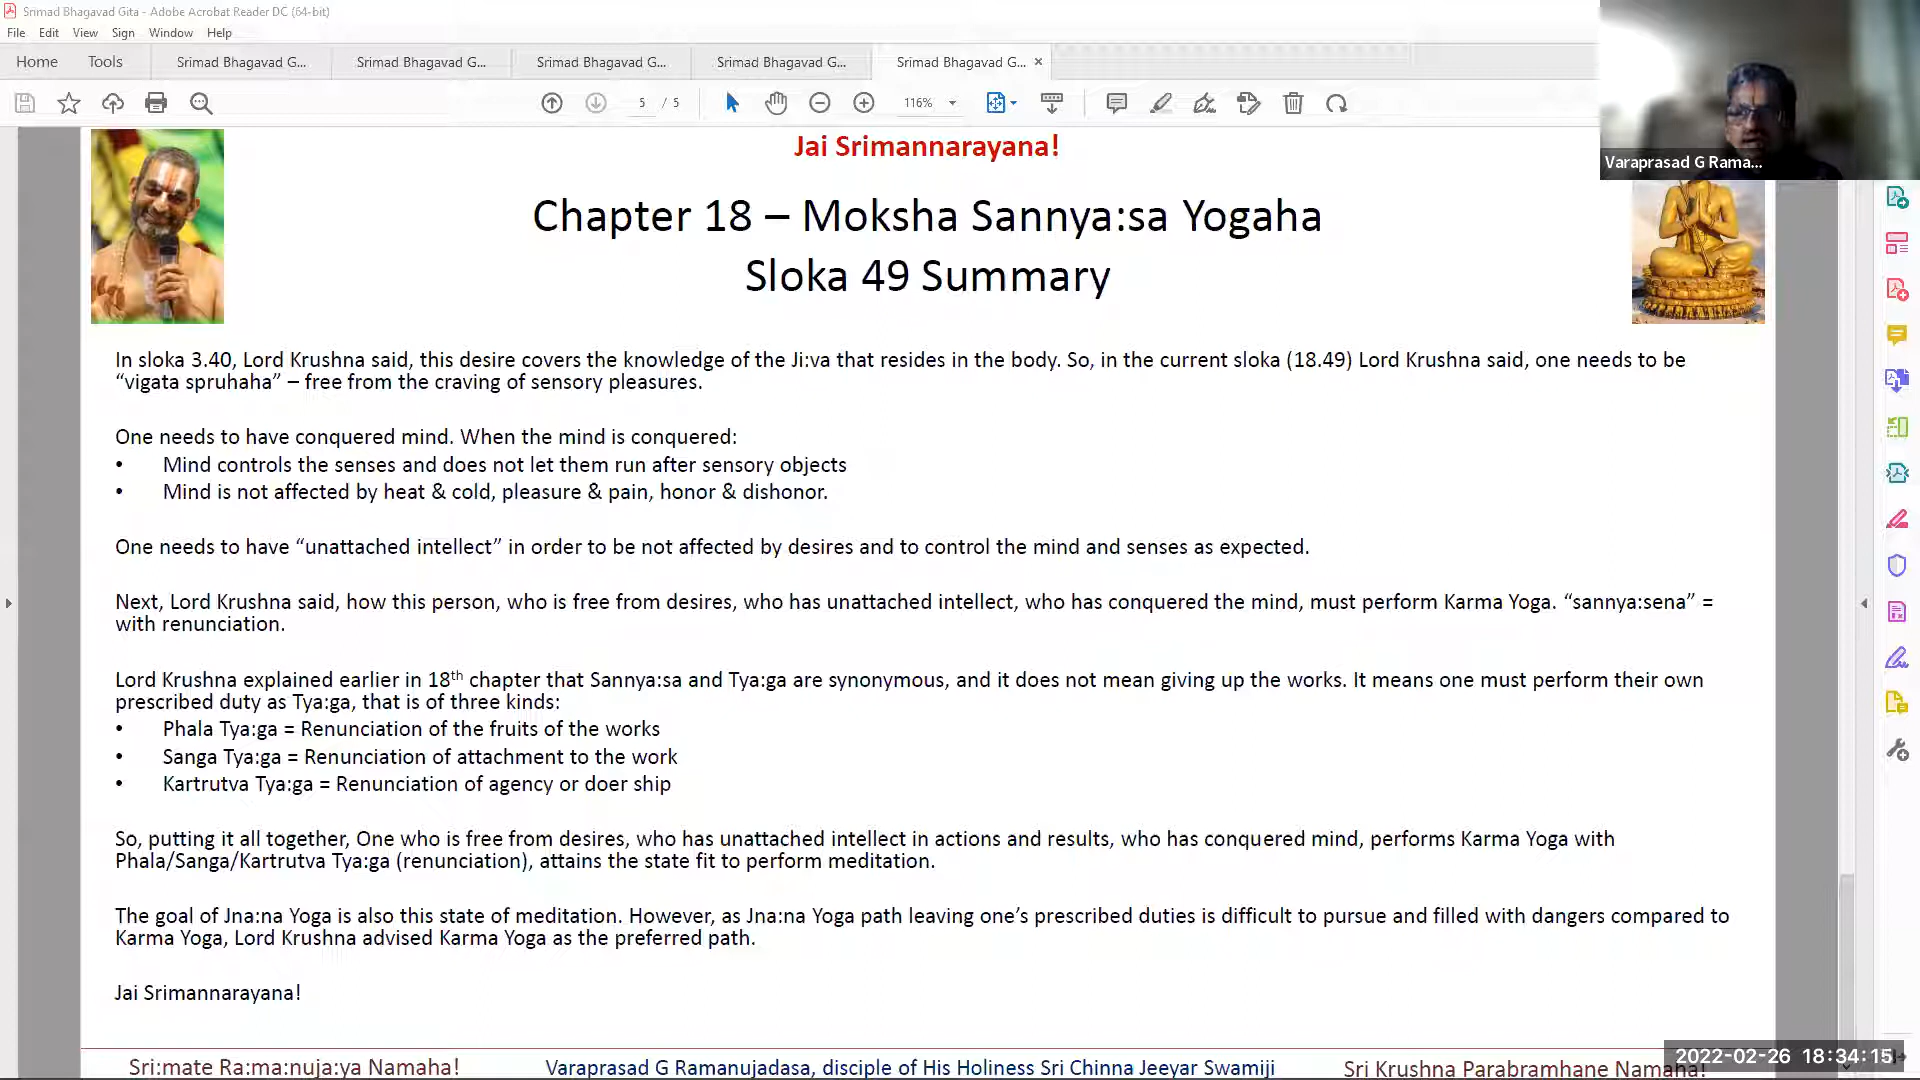 Srimad Bhagavad Gita - Adobe Acrobat Reader DC (64-bit)
File Edit View Sign Window Help
Home Tools Srimad Bhagavad G... Srimad Bhagavad G... Srimad Bhagavad G... Srimad Bhagavad G... Srimad Bhagavad G... ×
5 / 5 116%
Varaprasad G Rama...
Jai Srimannarayana!
Chapter 18 – Moksha Sannya:sa Yogaha
Sloka 49 Summary
In sloka 3.40, Lord Krushna said, this desire covers the knowledge of the Ji:va that resides in the body. So, in the current sloka (18.49) Lord Krushna said, one needs to be
“vigata spruhaha” – free from the craving of sensory pleasures.
One needs to have conquered mind. When the mind is conquered:
• Mind controls the senses and does not let them run after sensory objects
• Mind is not affected by heat & cold, pleasure & pain, honor & dishonor.
One needs to have “unattached intellect” in order to be not affected by desires and to control the mind and senses as expected.
Next, Lord Krushna said, how this person, who is free from desires, who has unattached intellect, who has conquered the mind, must perform Karma Yoga. “sannya:sena” =
with renunciation.
Lord Krushna explained earlier in 18th chapter that Sannya:sa and Tya:ga are synonymous, and it does not mean giving up the works. It means one must perform their own
prescribed duty as Tya:ga, that is of three kinds:
• Phala Tya:ga = Renunciation of the fruits of the works
• Sanga Tya:ga = Renunciation of attachment to the work
• Kartrutva Tya:ga = Renunciation of agency or doer ship
So, putting it all together, One who is free from desires, who has unattached intellect in actions and results, who has conquered mind, performs Karma Yoga with
Phala/Sanga/Kartrutva Tya:ga (renunciation), attains the state fit to perform meditation.
The goal of Jna:na Yoga is also this state of meditation. However, as Jna:na Yoga path leaving one’s prescribed duties is difficult to pursue and filled with dangers compared to
Karma Yoga, Lord Krushna advised Karma Yoga as the preferred path.
Jai Srimannarayana!
Sri:mate Ra:ma:nuja:ya Namaha! Varaprasad G Ramanujadasa, disciple of His Holiness Sri Chinna Jeeyar Swamiji Sri Krushna Parabramhane Namaha!
2022-02-26 18:34:15